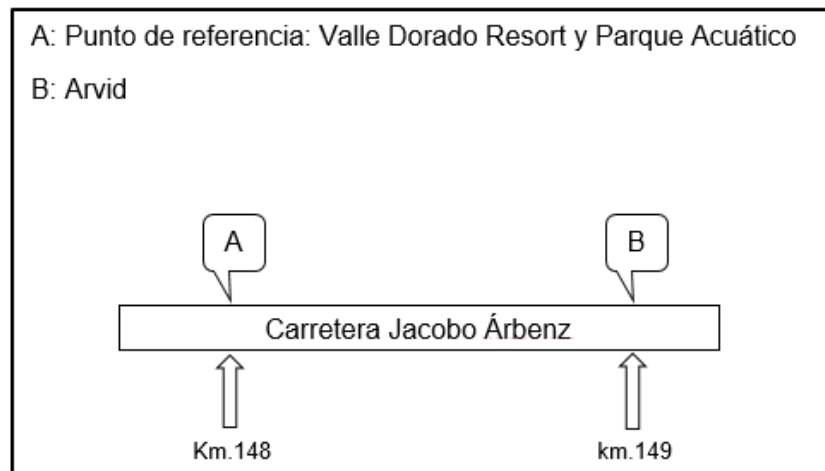 A: Punto de referencia: Valle Dorado Resort y Parque Acuático
B: Arvid
A
B
Carretera Jacobo Árbenz
Km.148
km.149